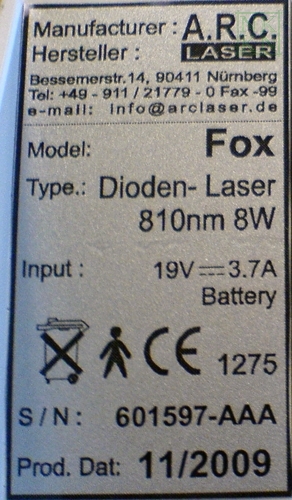 Manufacturer : A.R.C.
Hersteller : LASER
Bessemerstr.14, 90411 Nürnberg
Tel: +49 - 911 / 21779 - 0 Fax -99
e-mail: info@arclaser.de
Model: Fox
Type.: Dioden- Laser
810nm 8W
Input : 19V 3.7A
Battery
CE 1275
S/N: 601597-AAA
Prod. Dat: 11/2009